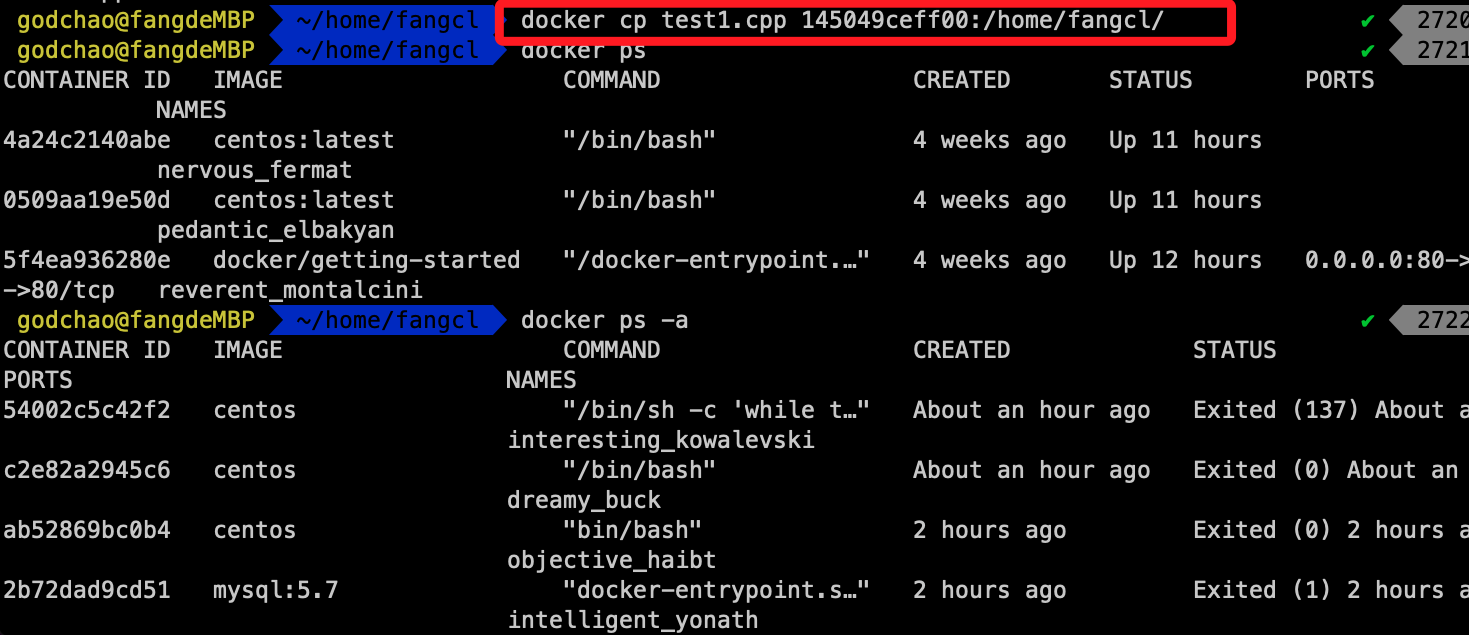 godchao@fangdeMBP ~/home/fangcl docker cp test1.cpp 145049ceff00:/home/fangcl/ ✔ 2720
godchao@fangdeMBP ~/home/fangcl docker ps ✔ 2721
CONTAINER ID IMAGE COMMAND CREATED STATUS PORTS
NAMES
4a24c2140abe centos:latest "/bin/bash" 4 weeks ago Up 11 hours
nervous_fermat
0509aa19e50d centos:latest "/bin/bash" 4 weeks ago Up 11 hours
pedantic_elbakyan
5f4ea936280e docker/getting-started "/docker-entrypoint.…" 4 weeks ago Up 12 hours 0.0.0.0:80->
->80/tcp reverent_montalcini
godchao@fangdeMBP ~/home/fangcl docker ps -a ✔ 2722
CONTAINER ID IMAGE COMMAND CREATED STATUS
PORTS NAMES
54002c5c42f2 centos "/bin/sh -c 'while t…" About an hour ago Exited (137) About a
interesting_kowalevski
c2e82a2945c6 centos "/bin/bash" About an hour ago Exited (0) About an
dreamy_buck
ab52869bc0b4 centos "bin/bash" 2 hours ago Exited (0) 2 hours a
objective_haibt
2b72dad9cd51 mysql:5.7 "docker-entrypoint.s…" 2 hours ago Exited (1) 2 hours a
intelligent_yonath